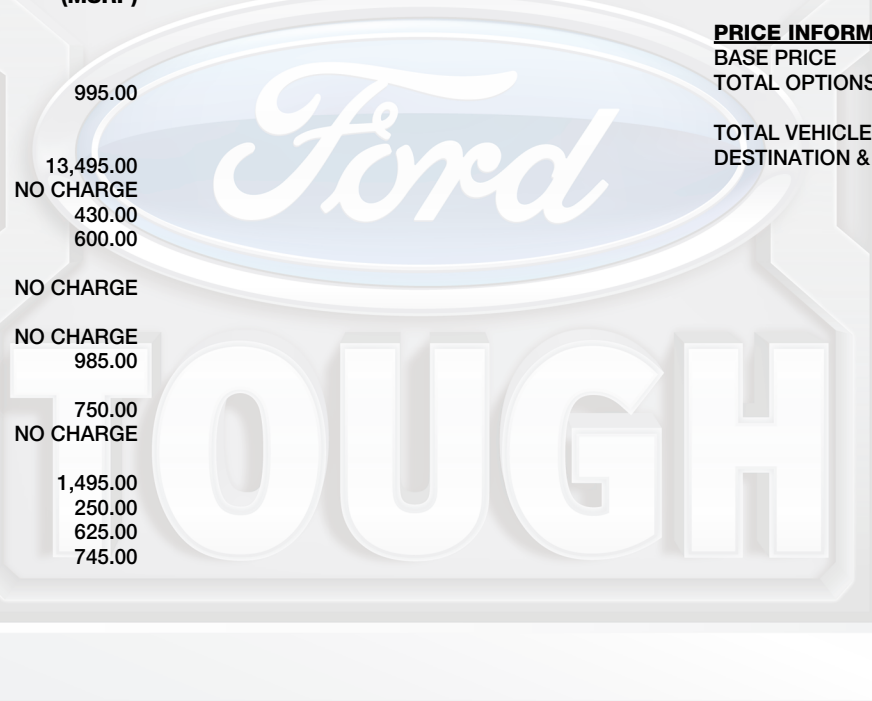 (MSRP)
995.00
13,495.00
NO CHARGE
430.00
600.00
NO CHARGE
NO CHARGE
985.00
750.00
NO CHARGE
1,495.00
250.00
625.00
745.00
PRICE INFORM
BASE PRICE
TOTAL OPTIONS
TOTAL VEHICLE
DESTINATION &
Ford
TOUGH